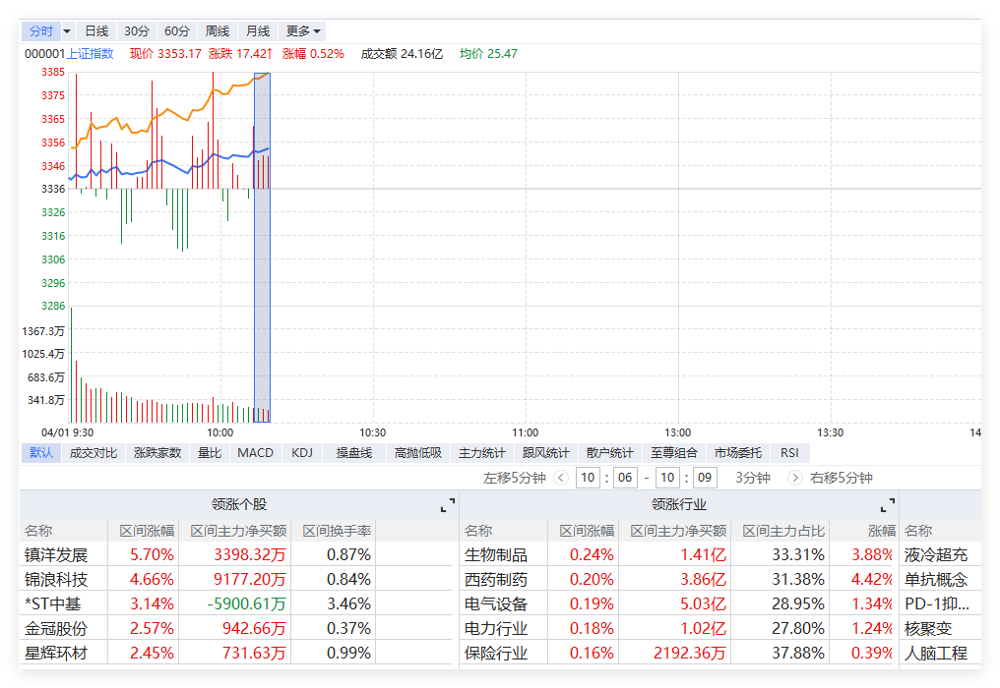 分时 日线 30分 60分 周线 月线 更多
000001上证指数 现价 3353.17 涨跌 17.42↑ 涨幅 0.52% 成交额 24.16亿 均价 25.47
3385
3375
3365
3356
3346
3336
3326
3316
3306
3296
3286
1367.3万
1025.4万
683.6万
341.8万
04/01 9:30 10:00 10:30 11:00 13:00 13:30 14
默认 成交对比 涨跌家数 量比 MACD KDJ 操盘线 高抛低吸 主力统计 跟风统计 散户统计 至尊组合 市场委托 RSI
左移5分钟 10 : 06 - 10 : 09 3分钟 右移5分钟
领涨个股 领涨行业
名称 区间涨幅 区间主力净买额 区间换手率 名称 区间涨幅 区间主力净买额 区间主力占比 涨幅 名称
镇洋发展 5.70% 3398.32万 0.87% 生物制品 0.24% 1.41亿 33.31% 3.88% 液冷超充
锦浪科技 4.66% 9177.20万 0.84% 西药制药 0.20% 3.86亿 31.38% 4.42% 单抗概念
*ST中基 3.14% -5900.61万 3.46% 电气设备 0.19% 5.03亿 28.95% 1.34% PD-1抑...
金冠股份 2.57% 942.66万 0.37% 电力行业 0.18% 1.02亿 27.80% 1.24% 核聚变
星辉环材 2.45% 731.63万 0.99% 保险行业 0.16% 2192.36万 37.88% 0.39% 人脑工程